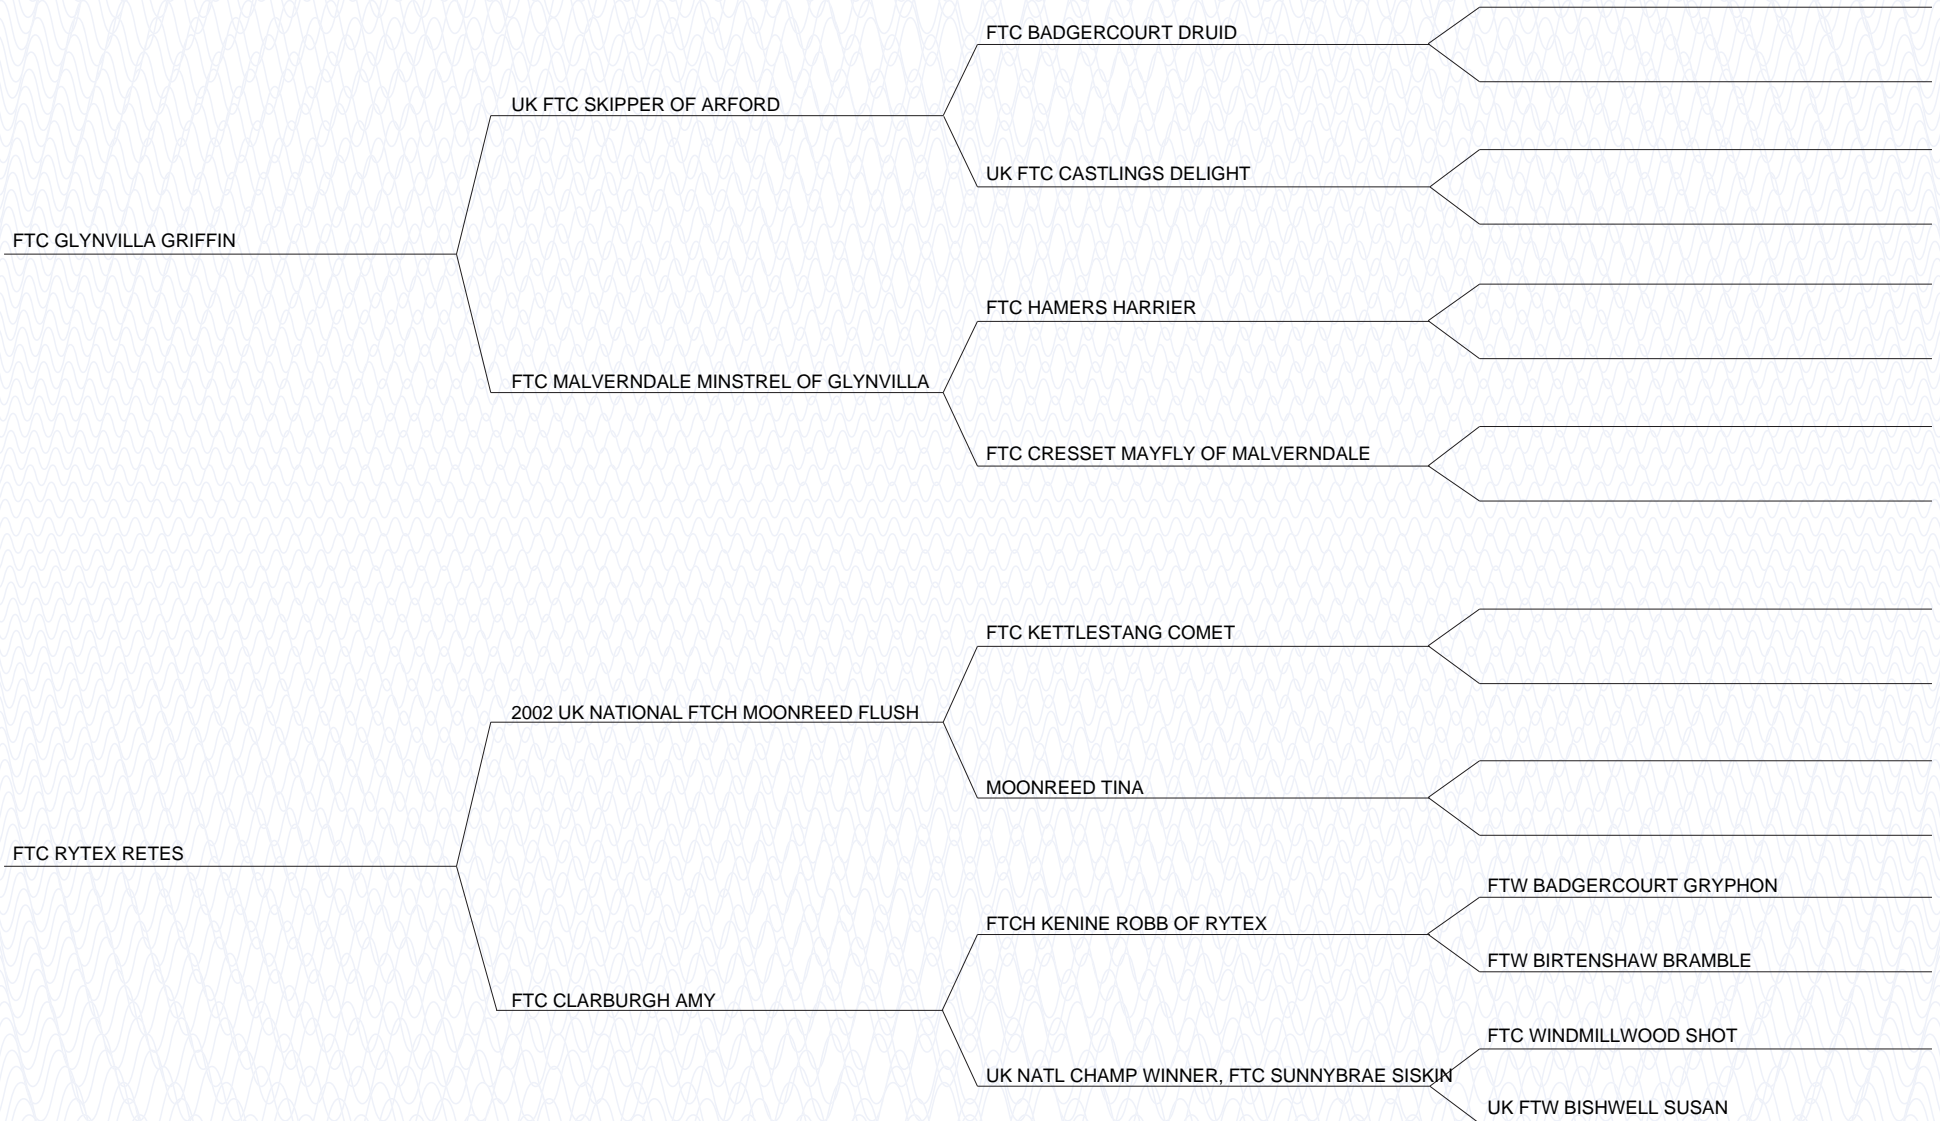 FTC BADGERCOURT DRUID
UK FTC SKIPPER OF ARFORD
UK FTC CASTLINGS DELIGHT
FTC GLYNVILLA GRIFFIN
FTC HAMERS HARRIER
FTC MALVERNDALE MINSTREL OF GLYNVILLA
FTC CRESSET MAYFLY OF MALVERNDALE
FTC KETTLESTANG COMET
2002 UK NATIONAL FTCH MOONREED FLUSH
MOONREED TINA
FTC RYTEX RETES
FTW BADGERCOURT GRYPHON
FTCH KENINE ROBB OF RYTEX
FTW BIRTENSHAW BRAMBLE
FTC CLARBURGH AMY
FTC WINDMILLWOOD SHOT
UK NATL CHAMP WINNER, FTC SUNNYBRAE SISKIN
UK FTW BISHWELL SUSAN